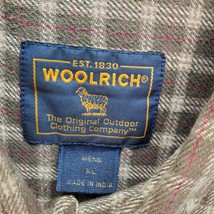 EST. 1830
WOOLRICH®
The Original Outdoor
Clothing Company™
MENS
XL
MADE IN INDIA